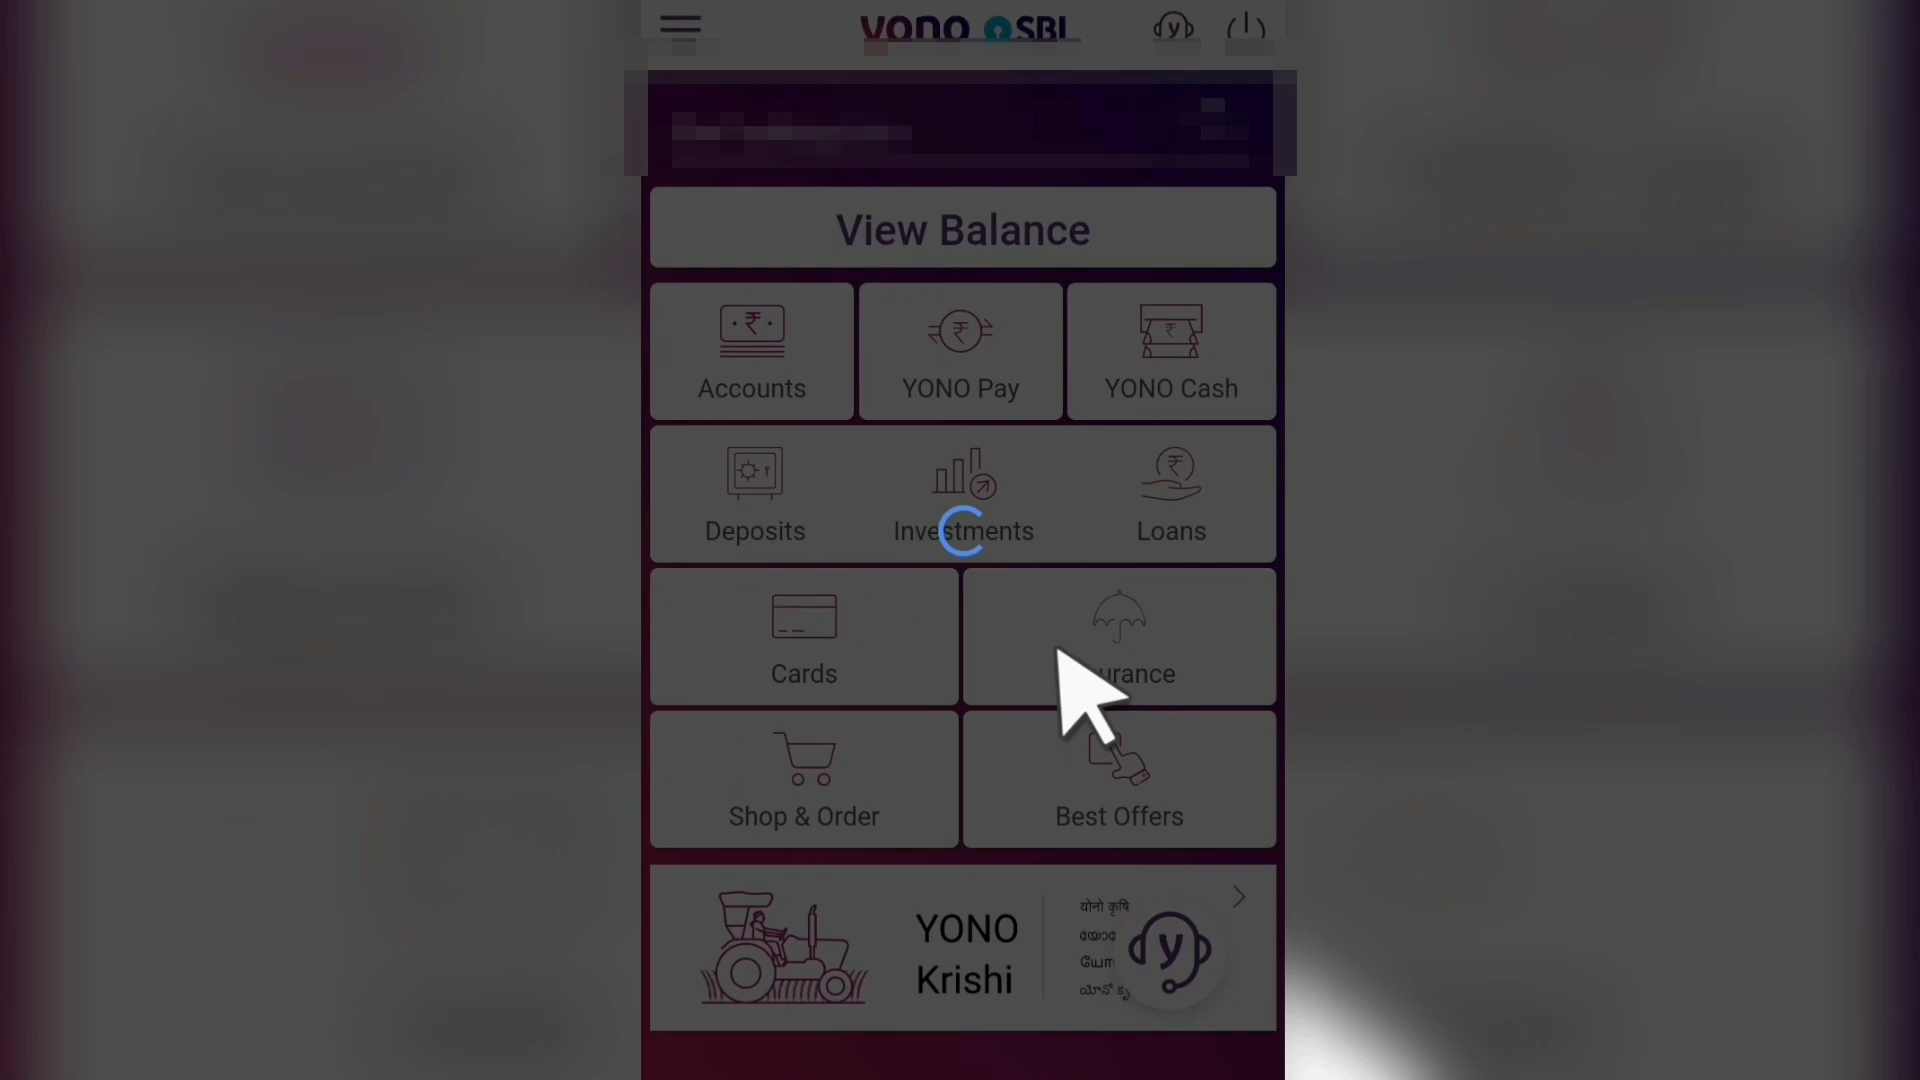 yono SBI
View Balance
Accounts YONO Pay YONO Cash
Deposits Investments Loans
Cards urance
Shop & Order Best Offers
YONO
Krishi
योनो कृषि
y